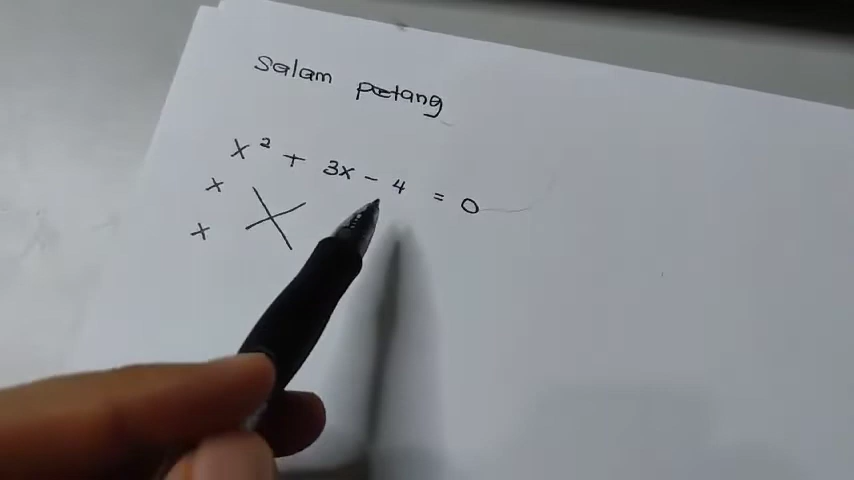 Salam petang
x² + 3x - 4 = 0
x
x